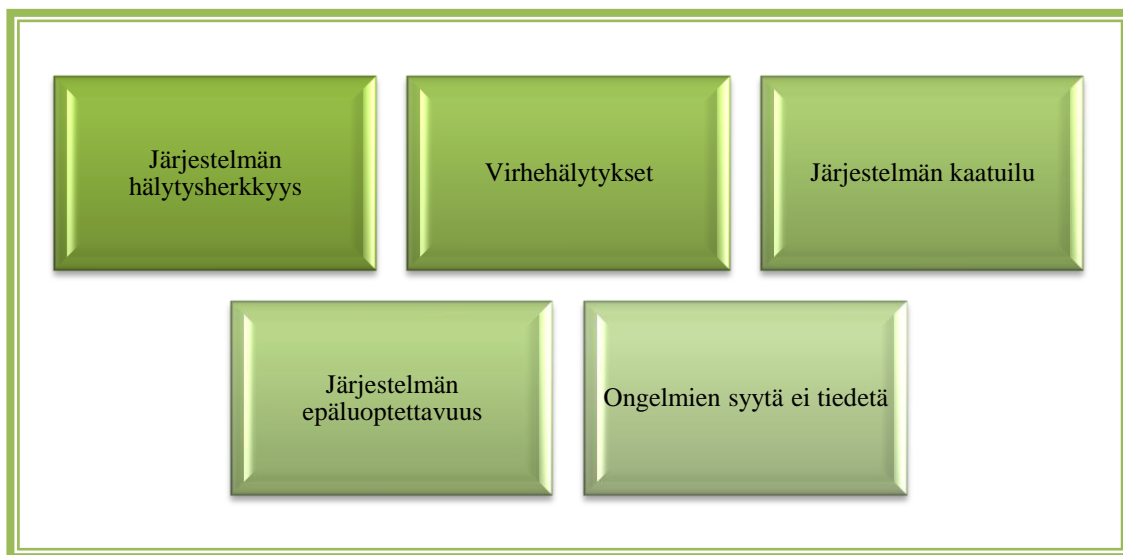 Järjestelmän
hälytysherkkyys
Virhehälytykset
Järjestelmän kaatuilu
Järjestelmän
epäluoptettavuus
Ongelmien syytä ei tiedetä